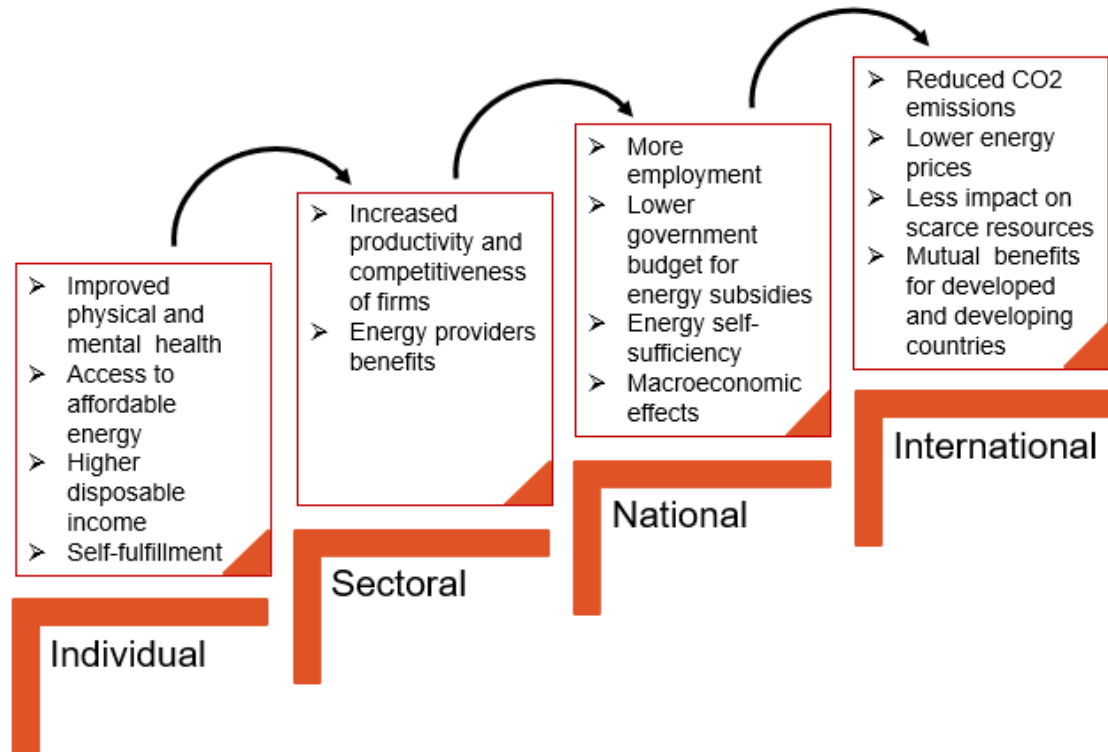 ➢ Improved
physical and
mental health
➢ Access to
affordable
energy
➢ Higher
disposable
income
➢ Self-fulfillment
Individual
➢ Increased
productivity and
competitiveness
of firms
➢ Energy providers
benefits
Sectoral
➢ More
employment
➢ Lower
government
budget for
energy subsidies
➢ Energy self-
sufficiency
➢ Macroeconomic
effects
National
➢ Reduced CO2
emissions
➢ Lower energy
prices
➢ Less impact on
scarce resources
➢ Mutual benefits
for developed
and developing
countries
International